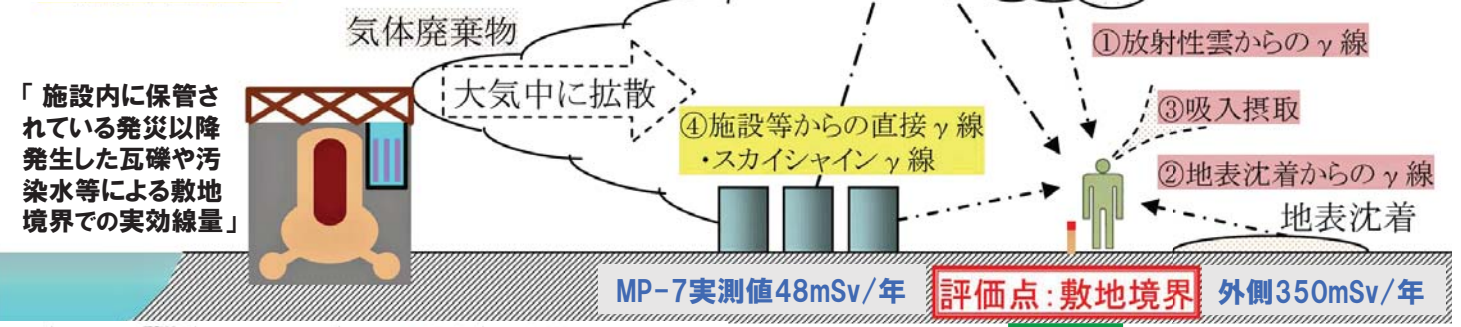 気体廃棄物
大気中に拡散
「 施設内に保管さ
れている発災以降
発生した瓦礫や汚
染水等による敷地
境界での実効線量」
①放射性雲からのγ線
③吸入摂取
④施設等からの直接γ線
・スカイシャインγ線
②地表沈着からのγ線
地表沈着
MP-7実測値48mSv/年
評価点:敷地境界
外側350mSv/年